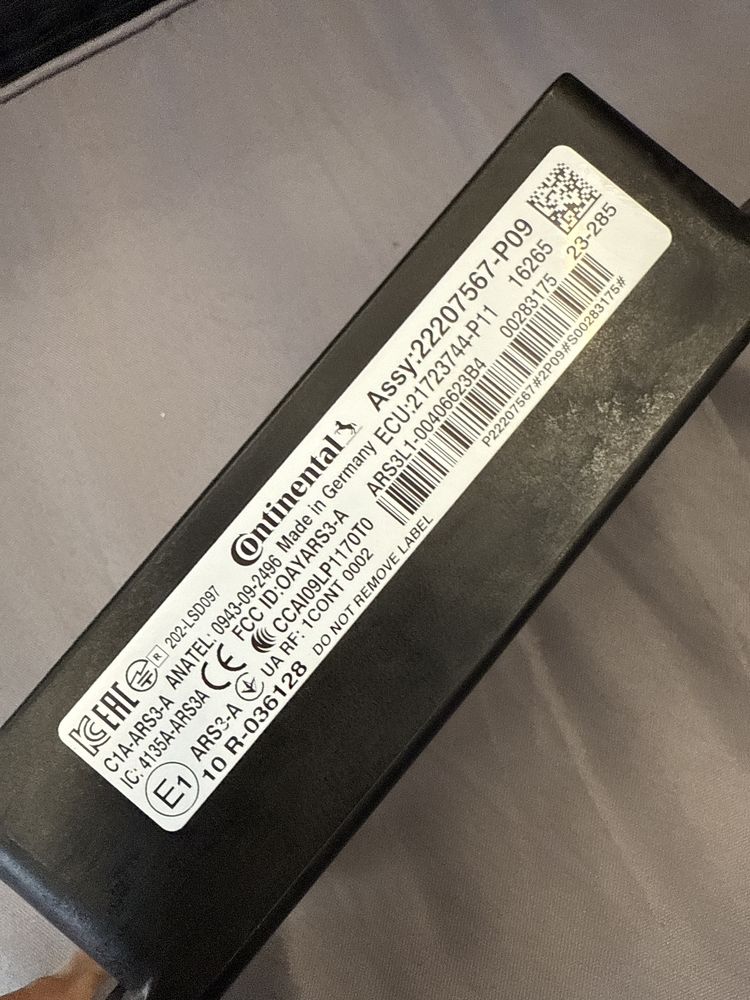 Continental
Assy:22207567-P09
Made in Germany
ECU:21723744-P11
16265
ARS3L1-00406623B4
00283175
23-285
P22207567#2P09#S00283175#
EAC
R 202-LSD097
C1A-ARS3-A
ANATEL: 0943-09-2496
IC: 4135A-ARS3A
CE
FCC ID:OAYARS3-A
CCAI09LP1170T0
E1
ARS3-A
UA RF: 1CONT 0002
10 R-036128
DO NOT REMOVE LABEL